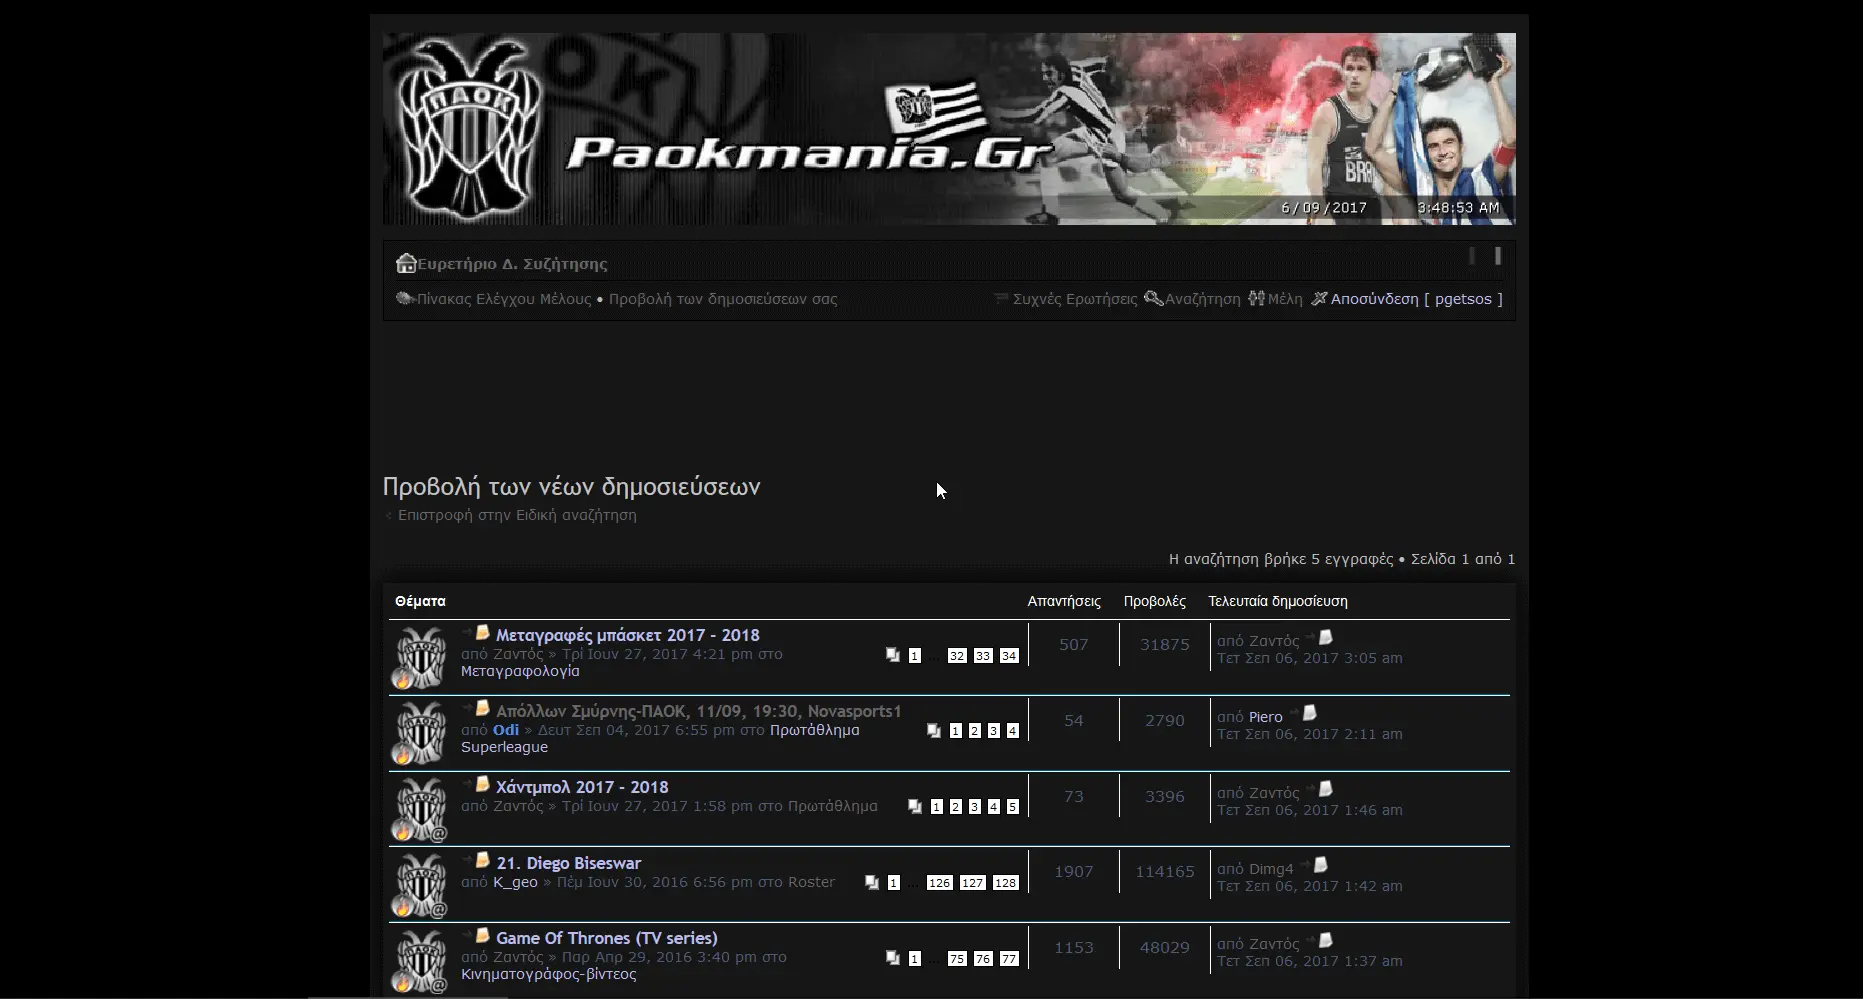 ΠΑΟΚ
Paokmania.Gr
BRA
6/09/2017 3:48:53 AM
Ευρετήριο Δ. Συζήτησης
Πίνακας Ελέγχου Μέλους • Προβολή των δημοσιεύσεων σας Συχνές Ερωτήσεις Αναζήτηση Μέλη Αποσύνδεση [ pgetsos ]
Προβολή των νέων δημοσιεύσεων
Επιστροφή στην Ειδική αναζήτηση
Η αναζήτηση βρήκε 5 εγγραφές • Σελίδα 1 από 1
Θέματα Απαντήσεις Προβολές Τελευταία δημοσίευση
Μεταγραφές μπάσκετ 2017 - 2018
από Ζαντός » Τρί Ιουν 27, 2017 4:21 pm στο
Μεταγραφολογία
1 ... 32 33 34
507 31875
από Ζαντός
Τετ Σεπ 06, 2017 3:05 am
Απόλλων Σμύρνης-ΠΑΟΚ, 11/09, 19:30, Novasports1
από Odi » Δευτ Σεπ 04, 2017 6:55 pm στο Πρωτάθλημα
Superleague
1 2 3 4
54 2790
από Piero
Τετ Σεπ 06, 2017 2:11 am
Χάντμπολ 2017 - 2018
από Ζαντός » Τρί Ιουν 27, 2017 1:58 pm στο Πρωτάθλημα
1 2 3 4 5
73 3396
από Ζαντός
Τετ Σεπ 06, 2017 1:46 am
21. Diego Biseswar
από K_geo » Πέμ Ιουν 30, 2016 6:56 pm στο Roster
1 ... 126 127 128
1907 114165
από Dimg4
Τετ Σεπ 06, 2017 1:42 am
Game Of Thrones (TV series)
από Ζαντός » Παρ Απρ 29, 2016 3:40 pm στο
Κινηματογράφος-βίντεος
1 ... 75 76 77
1153 48029
από Ζαντός
Τετ Σεπ 06, 2017 1:37 am